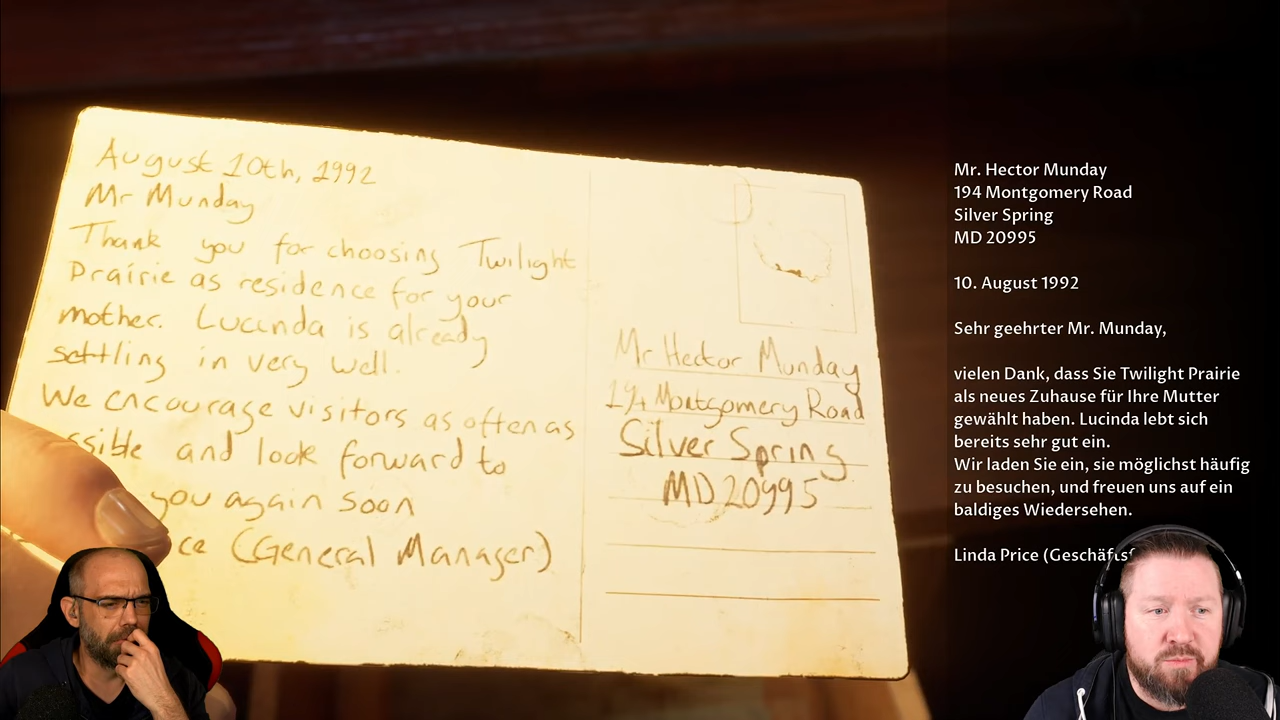 August 10th, 1992
Mr Munday
Thank you for choosing Twilight
Prairie as residence for your
mother. Lucinda is already
settling in very well.
We encourage visitors as often as
ssible and look forward to
you again soon
ce (General Manager)
Mr Hector Munday
194 Montgomery Road
Silver Spring
MD 20995
Mr. Hector Munday
194 Montgomery Road
Silver Spring
MD 20995
10. August 1992
Sehr geehrter Mr. Munday,
vielen Dank, dass Sie Twilight Prairie
als neues Zuhause für Ihre Mutter
gewählt haben. Lucinda lebt sich
bereits sehr gut ein.
Wir laden Sie ein, sie möglichst häufig
zu besuchen, und freuen uns auf ein
baldiges Wiedersehen.
Linda Price